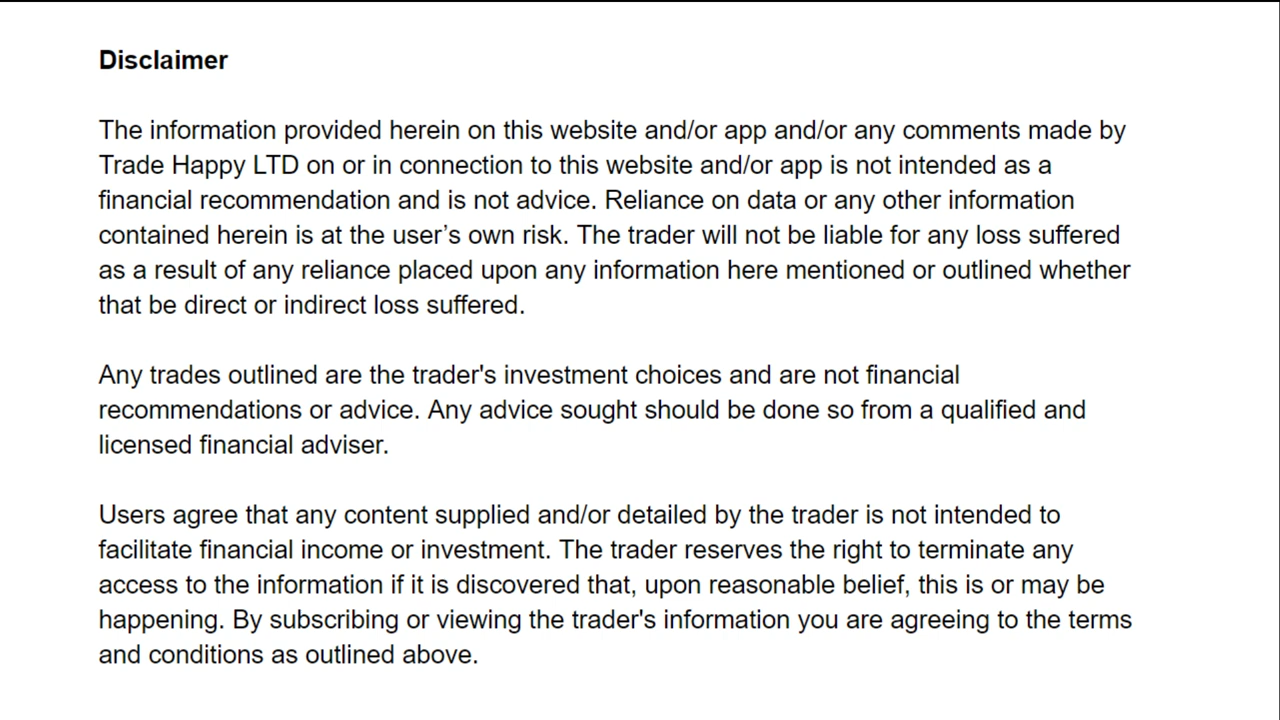 Disclaimer
The information provided herein on this website and/or app and/or any comments made by
Trade Happy LTD on or in connection to this website and/or app is not intended as a
financial recommendation and is not advice. Reliance on data or any other information
contained herein is at the user’s own risk. The trader will not be liable for any loss suffered
as a result of any reliance placed upon any information here mentioned or outlined whether
that be direct or indirect loss suffered.
Any trades outlined are the trader's investment choices and are not financial
recommendations or advice. Any advice sought should be done so from a qualified and
licensed financial adviser.
Users agree that any content supplied and/or detailed by the trader is not intended to
facilitate financial income or investment. The trader reserves the right to terminate any
access to the information if it is discovered that, upon reasonable belief, this is or may be
happening. By subscribing or viewing the trader's information you are agreeing to the terms
and conditions as outlined above.